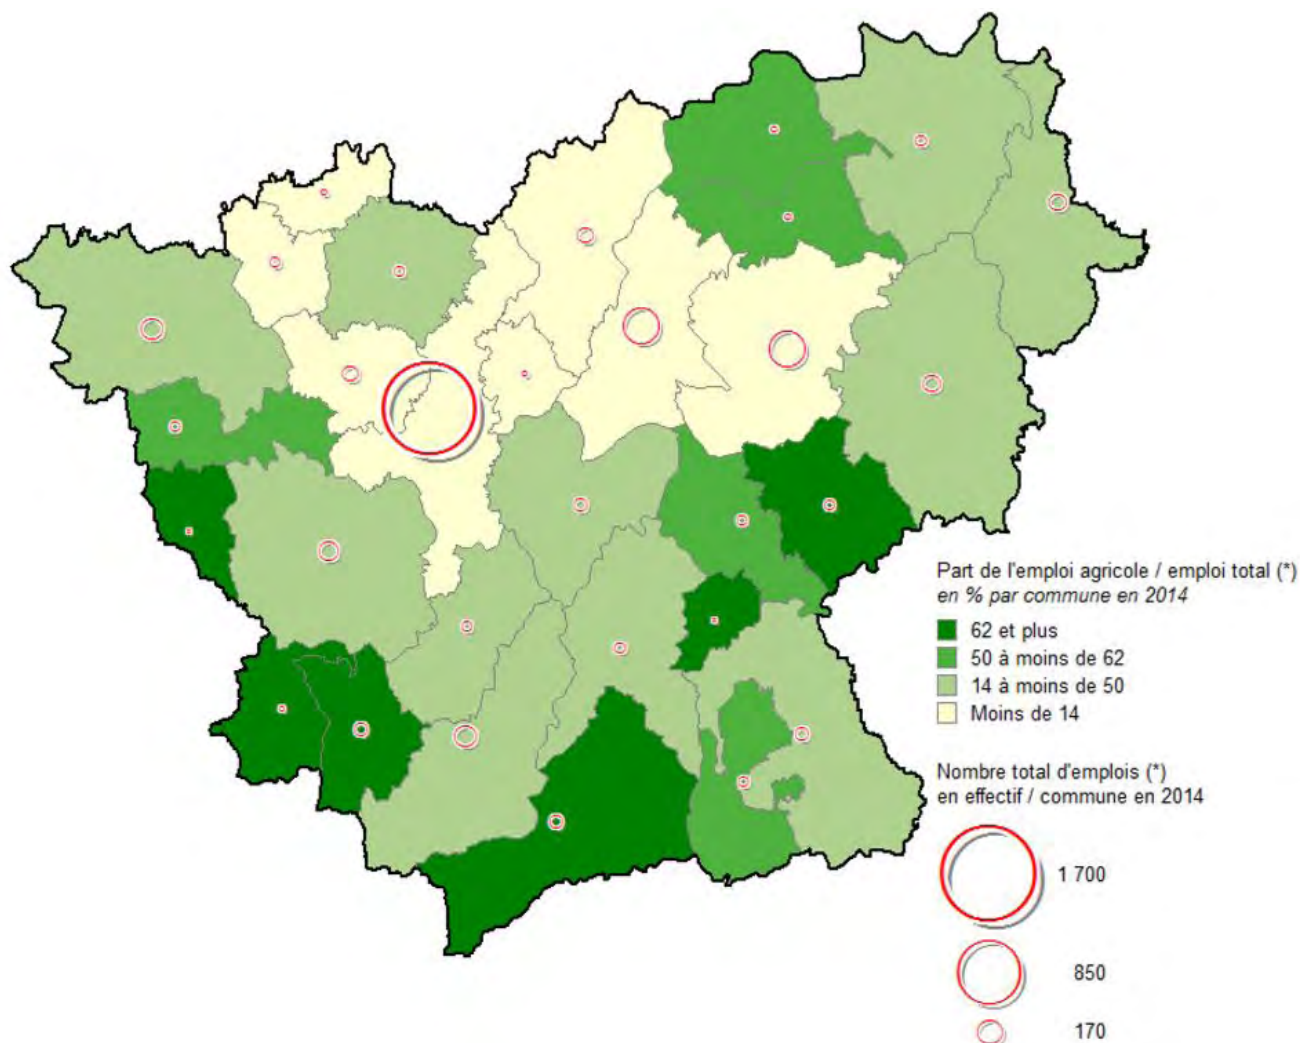 Part de l'emploi agricole / emploi total (*)
en % par commune en 2014
62 et plus
50 à moins de 62
14 à moins de 50
Moins de 14
Nombre total d'emplois (*)
en effectif / commune en 2014
1 700
850
170